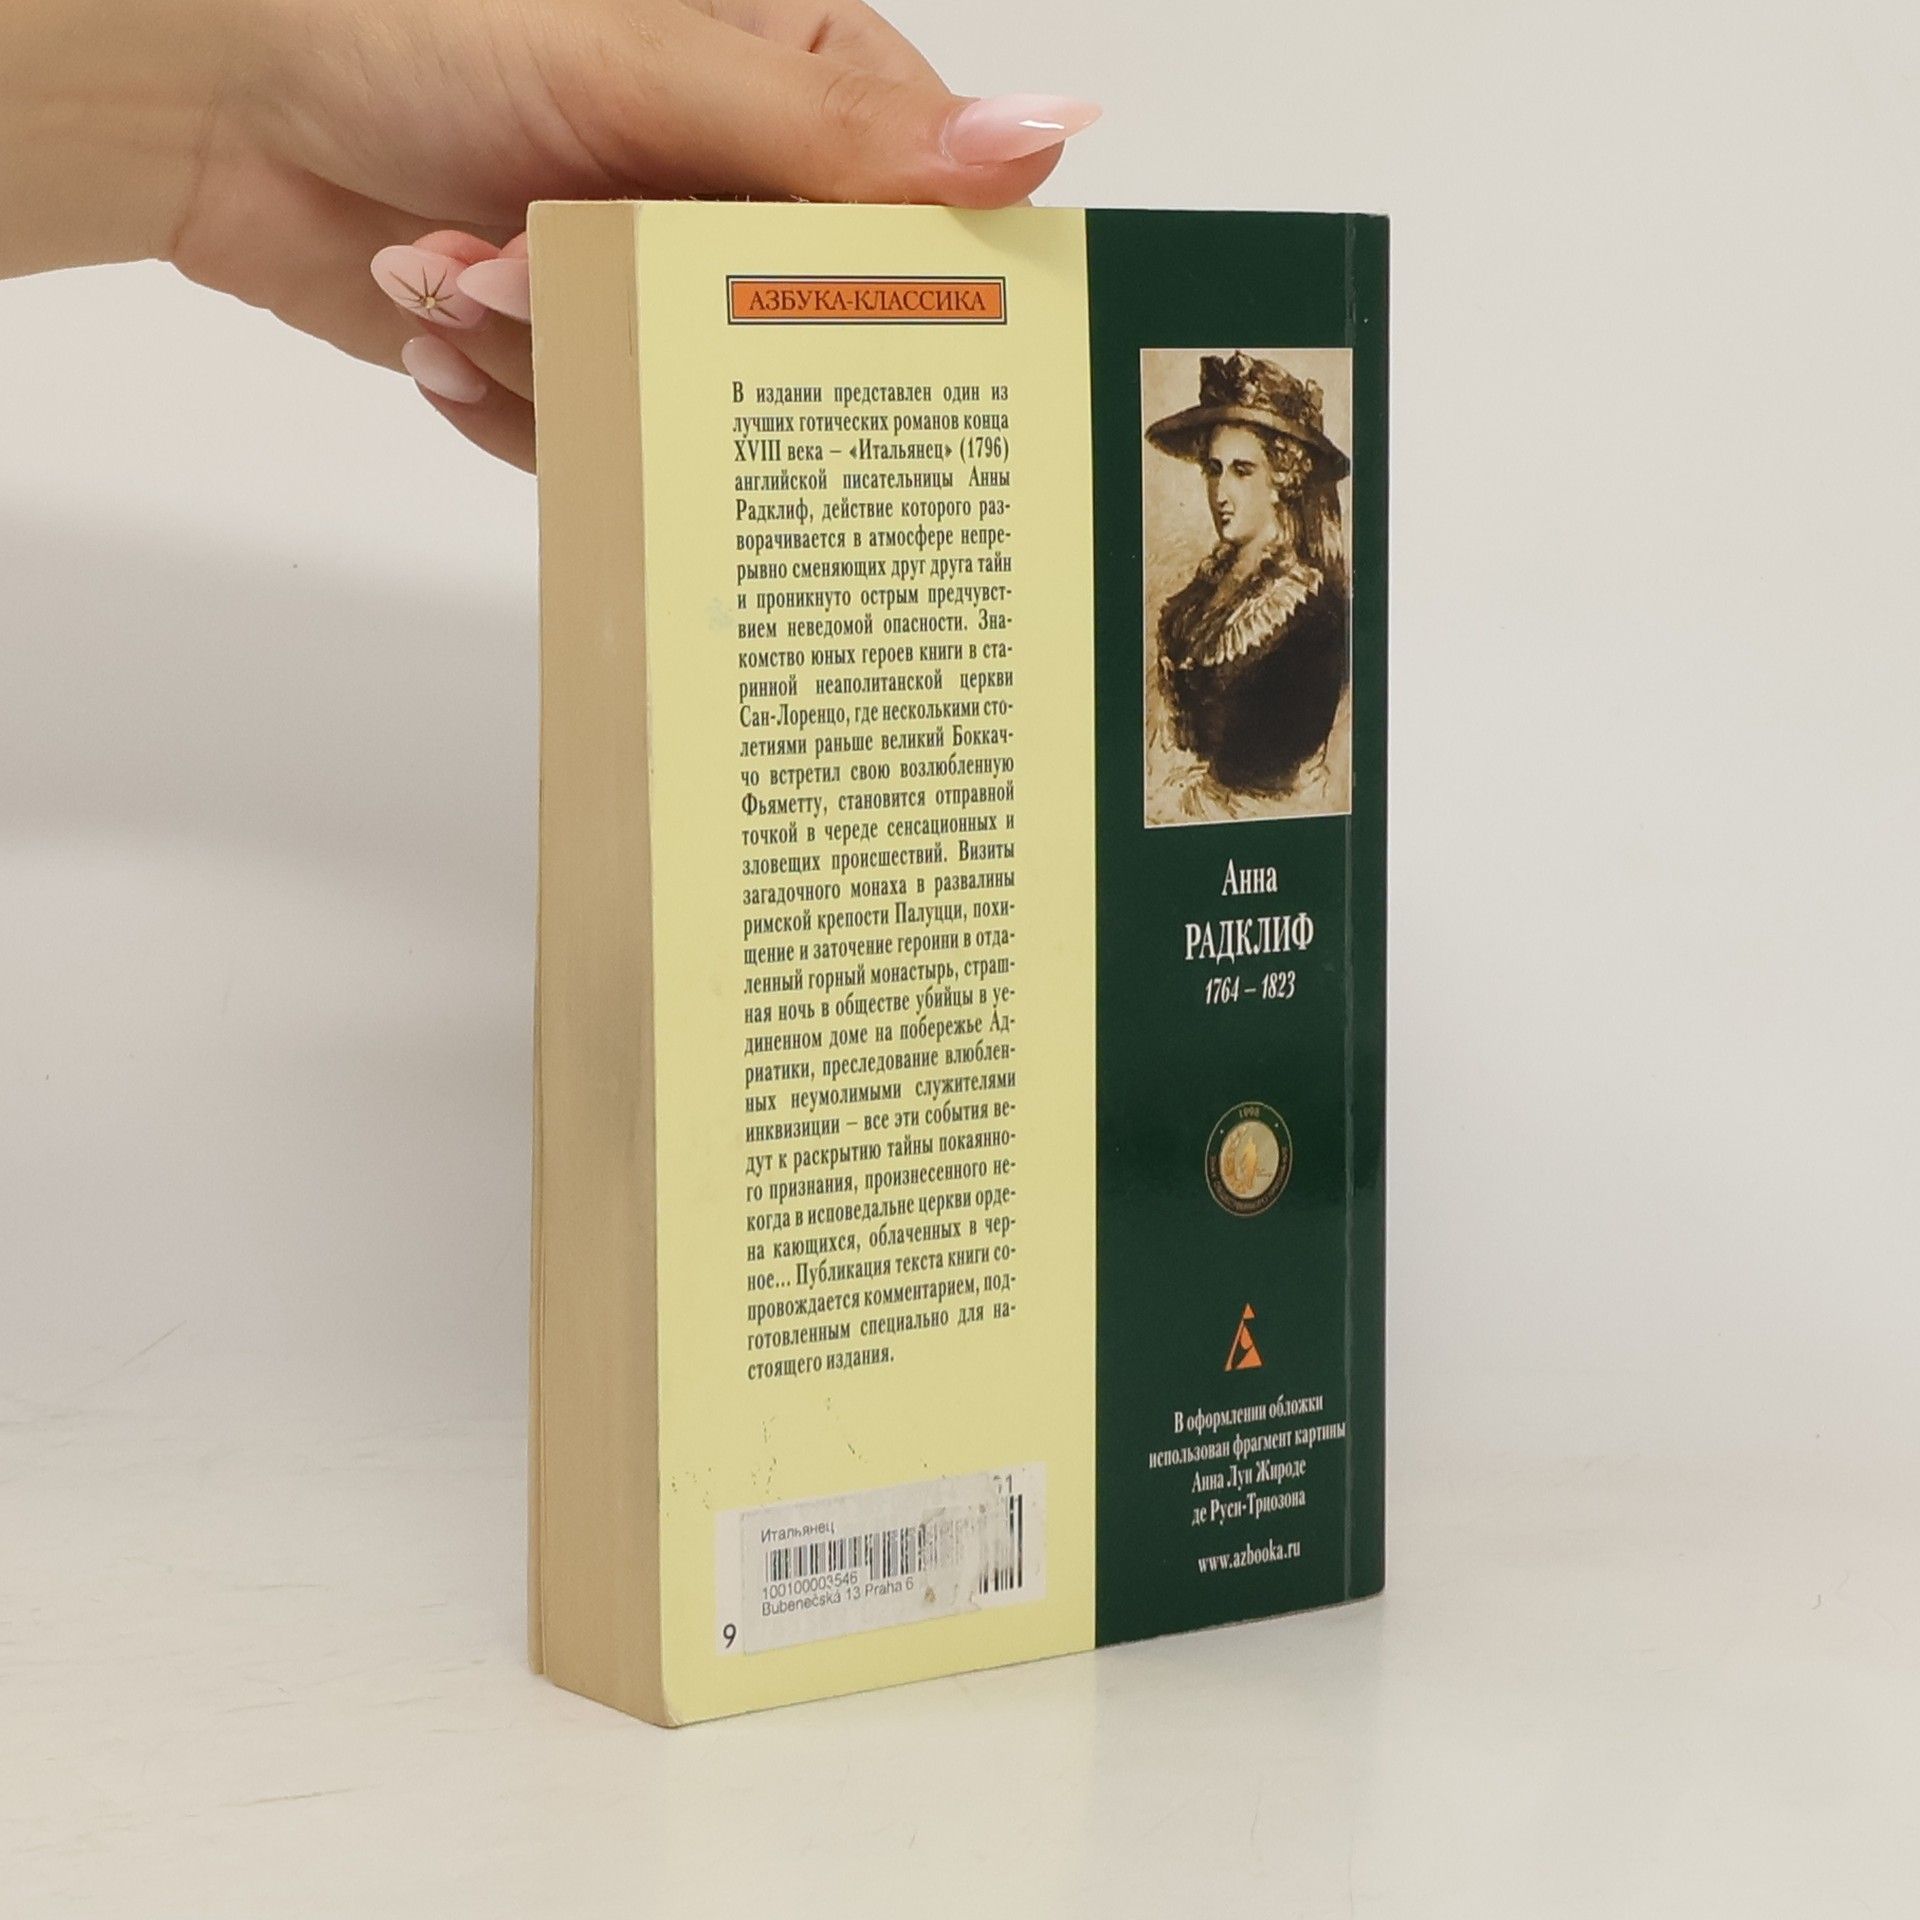 АЗБУКА-КЛАССИКА
В издании представлен один из
лучших готических романов конца
XVIII века – «Итальянец» (1796)
английской писательницы Анны
Радклиф, действие которого раз-
ворачивается в атмосфере непре-
рывно сменяющих друг друга тайн
и проникнуто острым предчувст-
вием неведомой опасности. Зна-
комство юных героев книги в ста-
ринной неаполитанской церкви
Сан-Лоренцо, где несколькими сто-
летиями раньше великий Боккач-
чо встретил свою возлюбленную
Фьяметту, становится отправной
точкой в череде сенсационных и
зловещих происшествий. Визиты
загадочного монаха в развалины
римской крепости Палуцци, похи-
щение и заточение героини в отда-
ленный горный монастырь, страш-
ная ночь в обществе убийцы в уе-
диненном доме на побережье Ад-
риатики, преследование влюблен-
ных неумолимыми служителями
инквизиции – все эти события ве-
дут к раскрытию тайны покаянно-
го признания, произнесенного не-
когда в исповедальне церкви орде-
на кающихся, облаченных в чер-
ное... Публикация текста книги со-
провождается комментарием, под-
готовленным специально для на-
стоящего издания.
Итальянец
100100003546
Bubenečská 13 Praha 6
9
Анна
РАДКЛИФ
1764 – 1823
1998
В оформлении обложки
использован фрагмент картины
Анна Луи Жироде
де Руси-Триозона
www.azbooka.ru